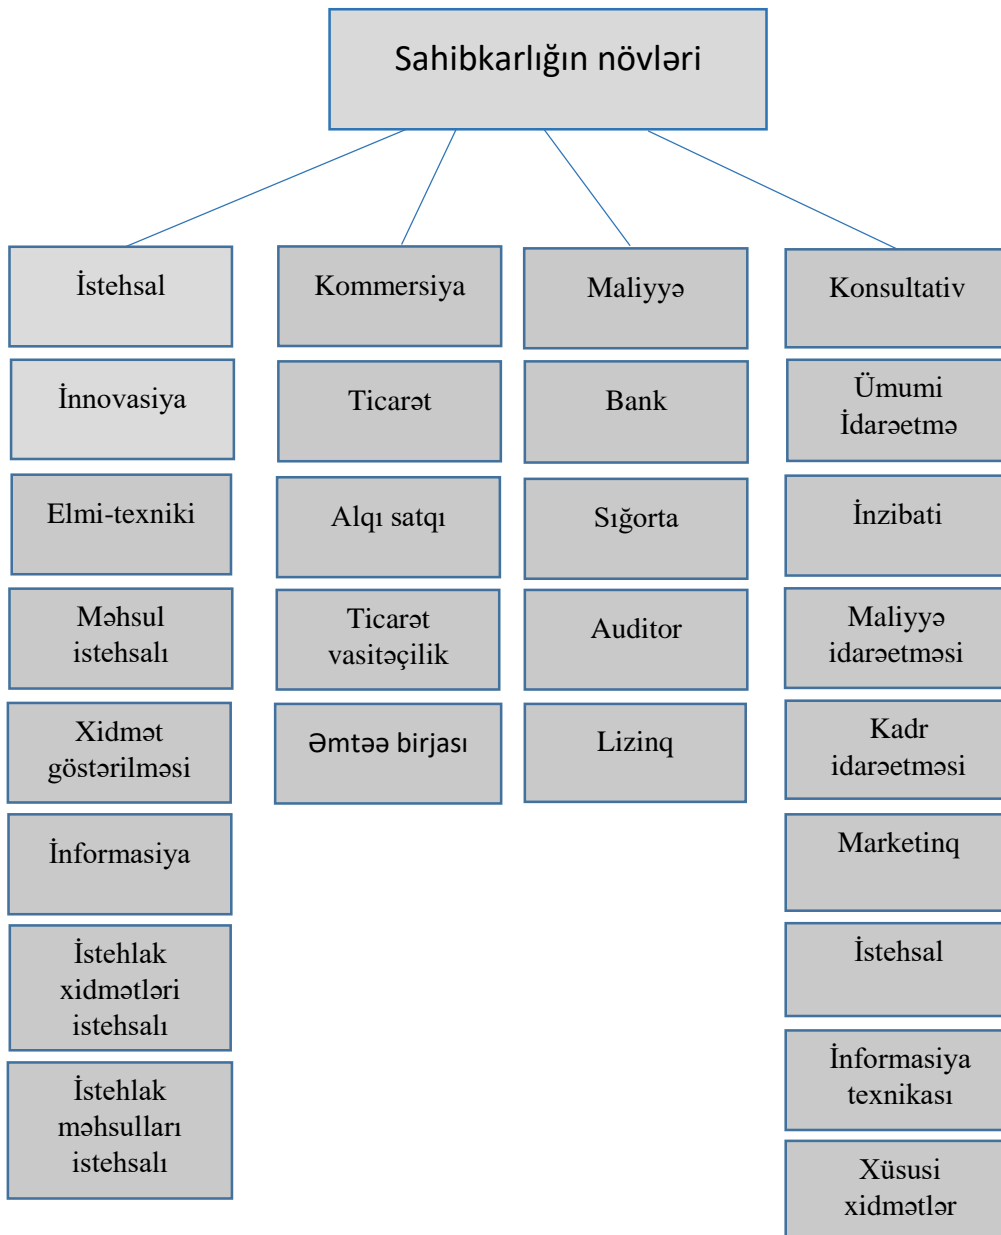 Sahibkarlığın növləri
İstehsal
İnnovasiya
Elmi-texniki
Məhsul
istehsalı
Xidmət
göstərilməsi
İnformasiya
İstehlak
xidmətləri
istehsalı
İstehlak
məhsulları
istehsalı
Kommersiya
Ticarət
Alqı satqı
Ticarət
vasitəçilik
Əmtəə birjası
Maliyyə
Bank
Sığorta
Auditor
Lizinq
Konsultativ
Ümumi
İdarəetmə
İnzibati
Maliyyə
idarəetməsi
Kadr
idarəetməsi
Marketinq
İstehsal
İnformasiya
texnikası
Xüsusi
xidmətlər